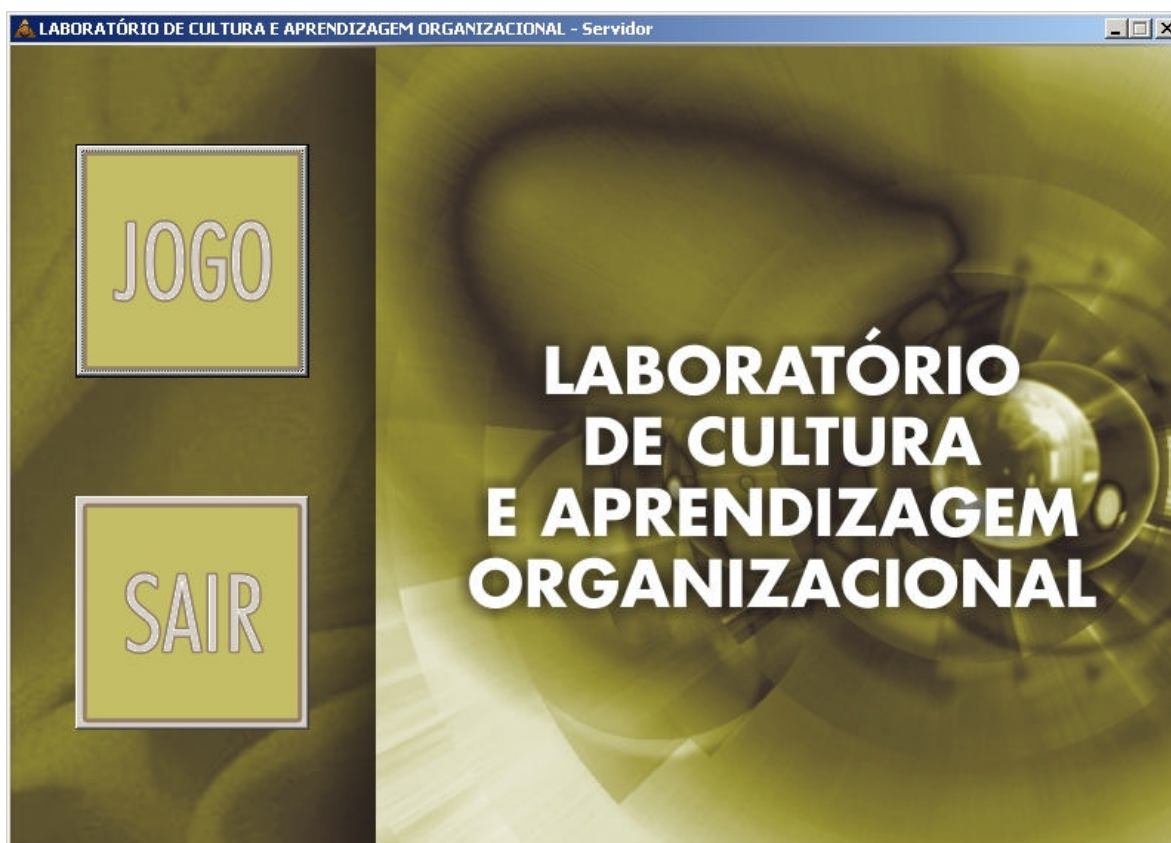 LABORATÓRIO DE CULTURA E APRENDIZAGEM ORGANIZACIONAL - Servidor
JOGO
SAIR
LABORATÓRIO
DE CULTURA
E APRENDIZAGEM
ORGANIZACIONAL